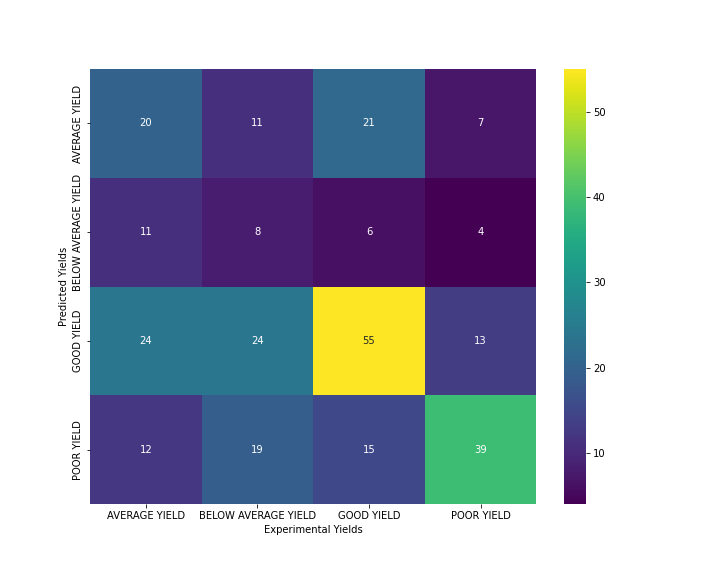 AVERAGE YIELD
20 11 21 7
BELOW AVERAGE YIELD
11 8 6 4
GOOD YIELD
24 24 55 13
POOR YIELD
12 19 15 39
Predicted Yields
AVERAGE YIELD BELOW AVERAGE YIELD GOOD YIELD POOR YIELD
Experimental Yields
50
40
30
20
10